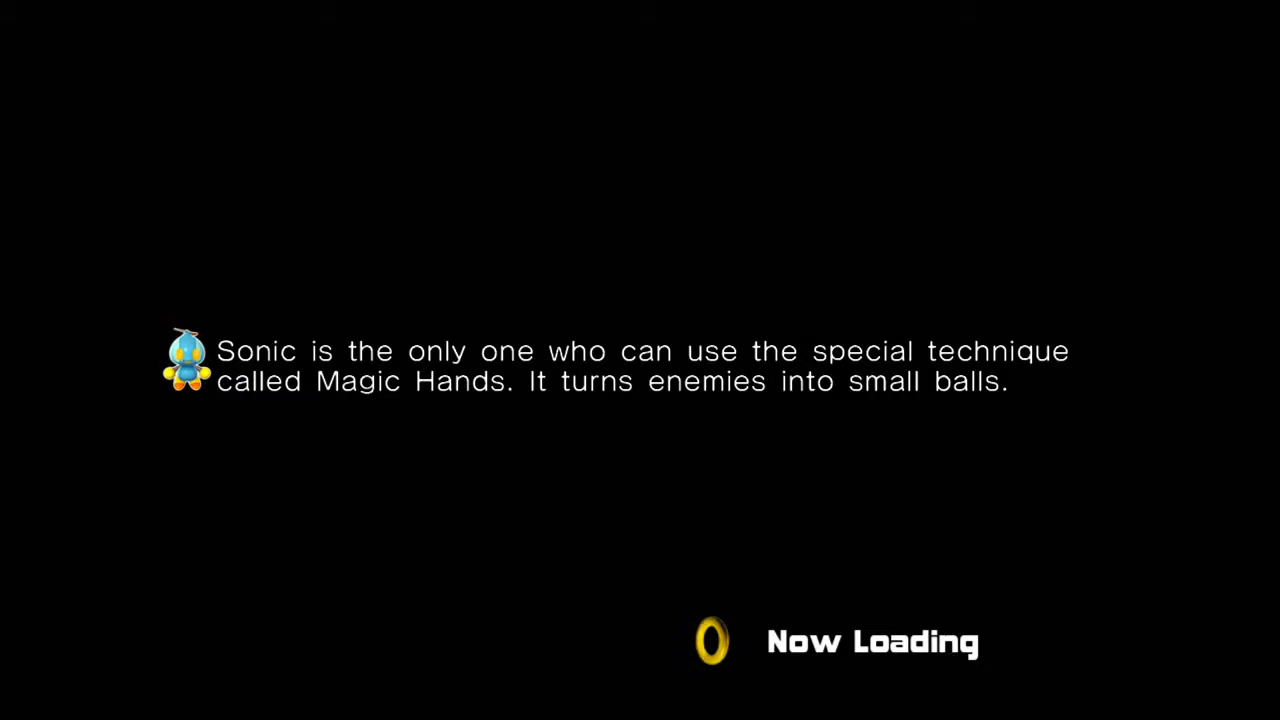 Sonic is the only one who can use the special technique
called Magic Hands. It turns enemies into small balls.
Now Loading